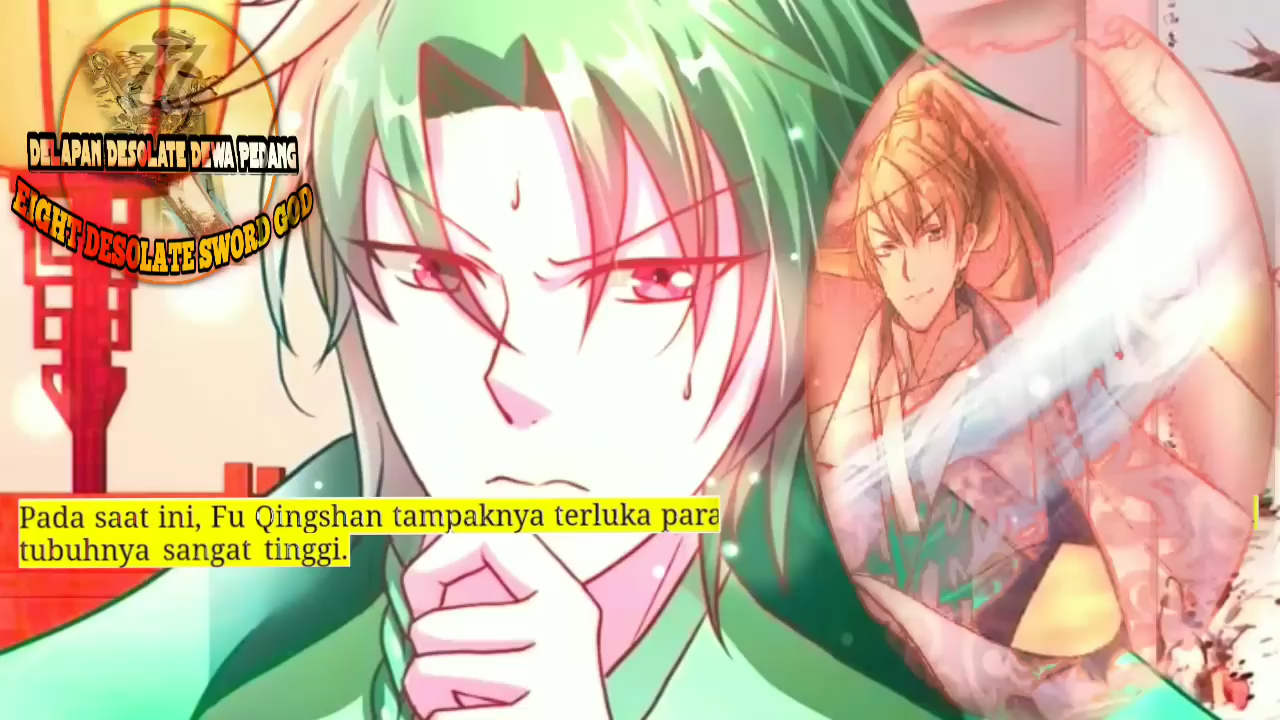 DELAPAN DESOLATE DEWA PEDANG
EIGHT DESOLATE SWORD GOD
Pada saat ini, Fu Qingshan tampaknya terluka para
tubuhnya sangat tinggi.